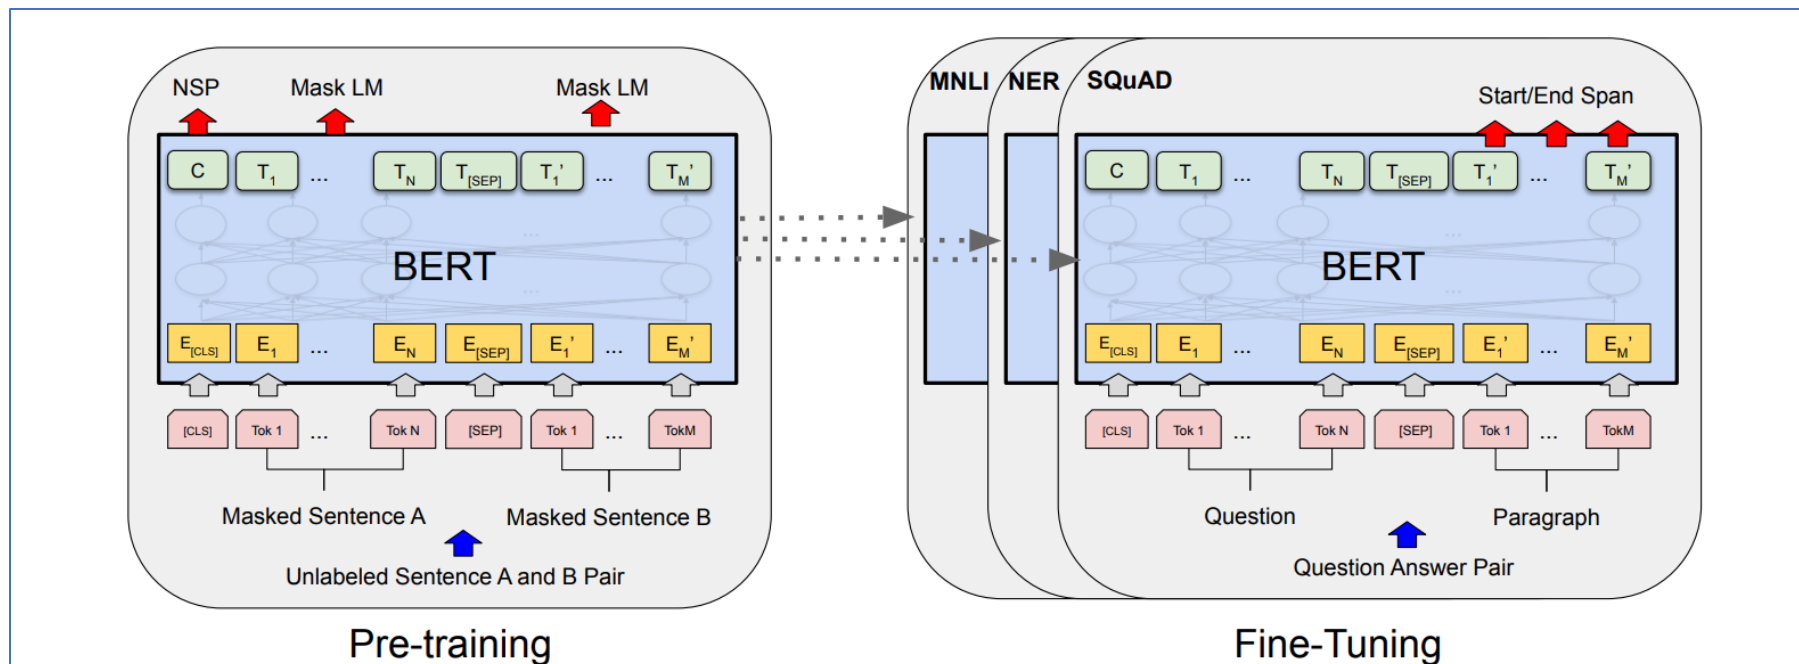 NSP Mask LM Mask LM
C T1 ... TN T[SEP] T1' ... TM'
...
BERT
...
E[CLS] E1 ... EN E[SEP] E1' ... EM'
[CLS] Tok 1 ... Tok N [SEP] Tok 1 ... TokM
Masked Sentence A Masked Sentence B
Unlabeled Sentence A and B Pair
Pre-training
MNLI NER SQuAD
Start/End Span
C T1 ... TN T[SEP] T1' ... TM'
...
BERT
...
E[CLS] E1 ... EN E[SEP] E1' ... EM'
[CLS] Tok 1 ... Tok N [SEP] Tok 1 ... TokM
Question Paragraph
Question Answer Pair
Fine-Tuning